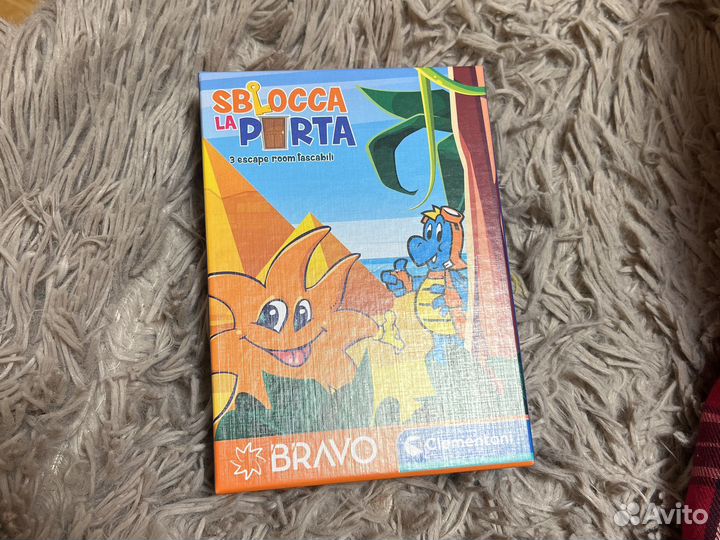 SBLOCCA
LA PORTA
3 escape room tascabili
BRAVO
Clementoni
Avito